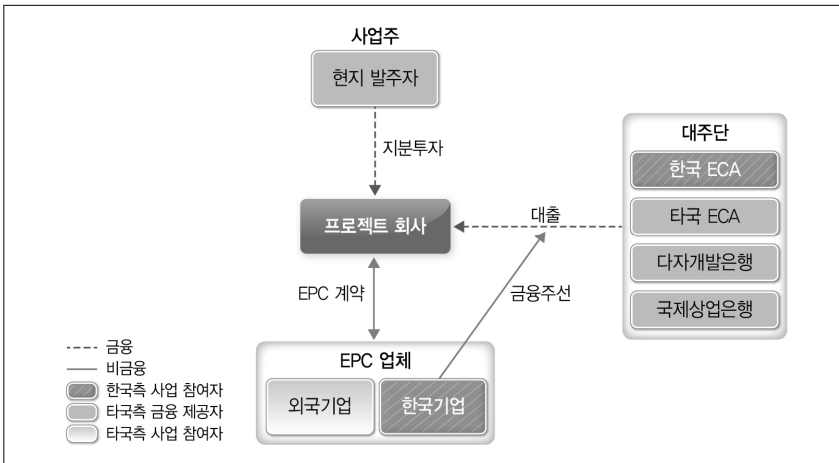 사업주
현지 발주자
지분투자
대주단
한국 ECA
타국 ECA
다자개발은행
국제상업은행
대출
프로젝트 회사
EPC 계약
금융주선
EPC 업체
외국기업
한국기업
금융
비금융
한국측 사업 참여자
타국측 금융 제공자
타국측 사업 참여자